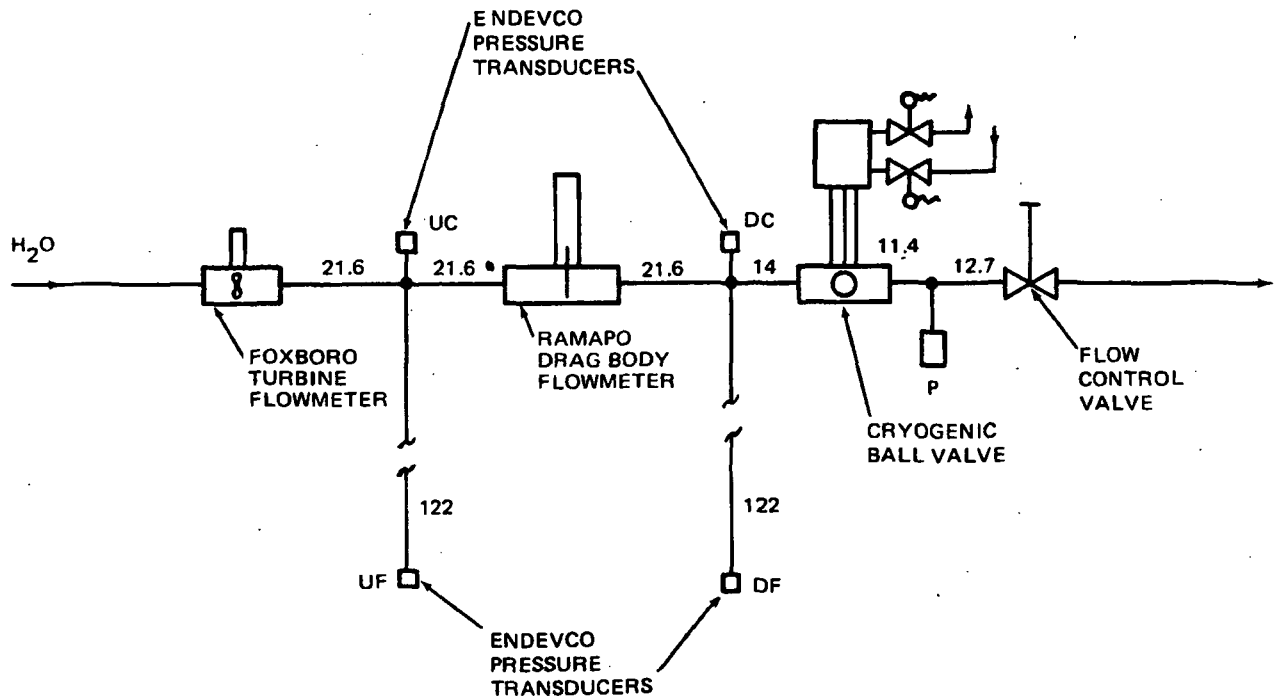 ENDEVCO
PRESSURE
TRANSDUCERS
UC
DC
H2O
21.6
21.6
21.6
14
11.4
12.7
FOXBORO
TURBINE
FLOWMETER
RAMAPO
DRAG BODY
FLOWMETER
P
FLOW
CONTROL
VALVE
CRYOGENIC
BALL VALVE
122
122
UF
DF
ENDEVCO
PRESSURE
TRANSDUCERS